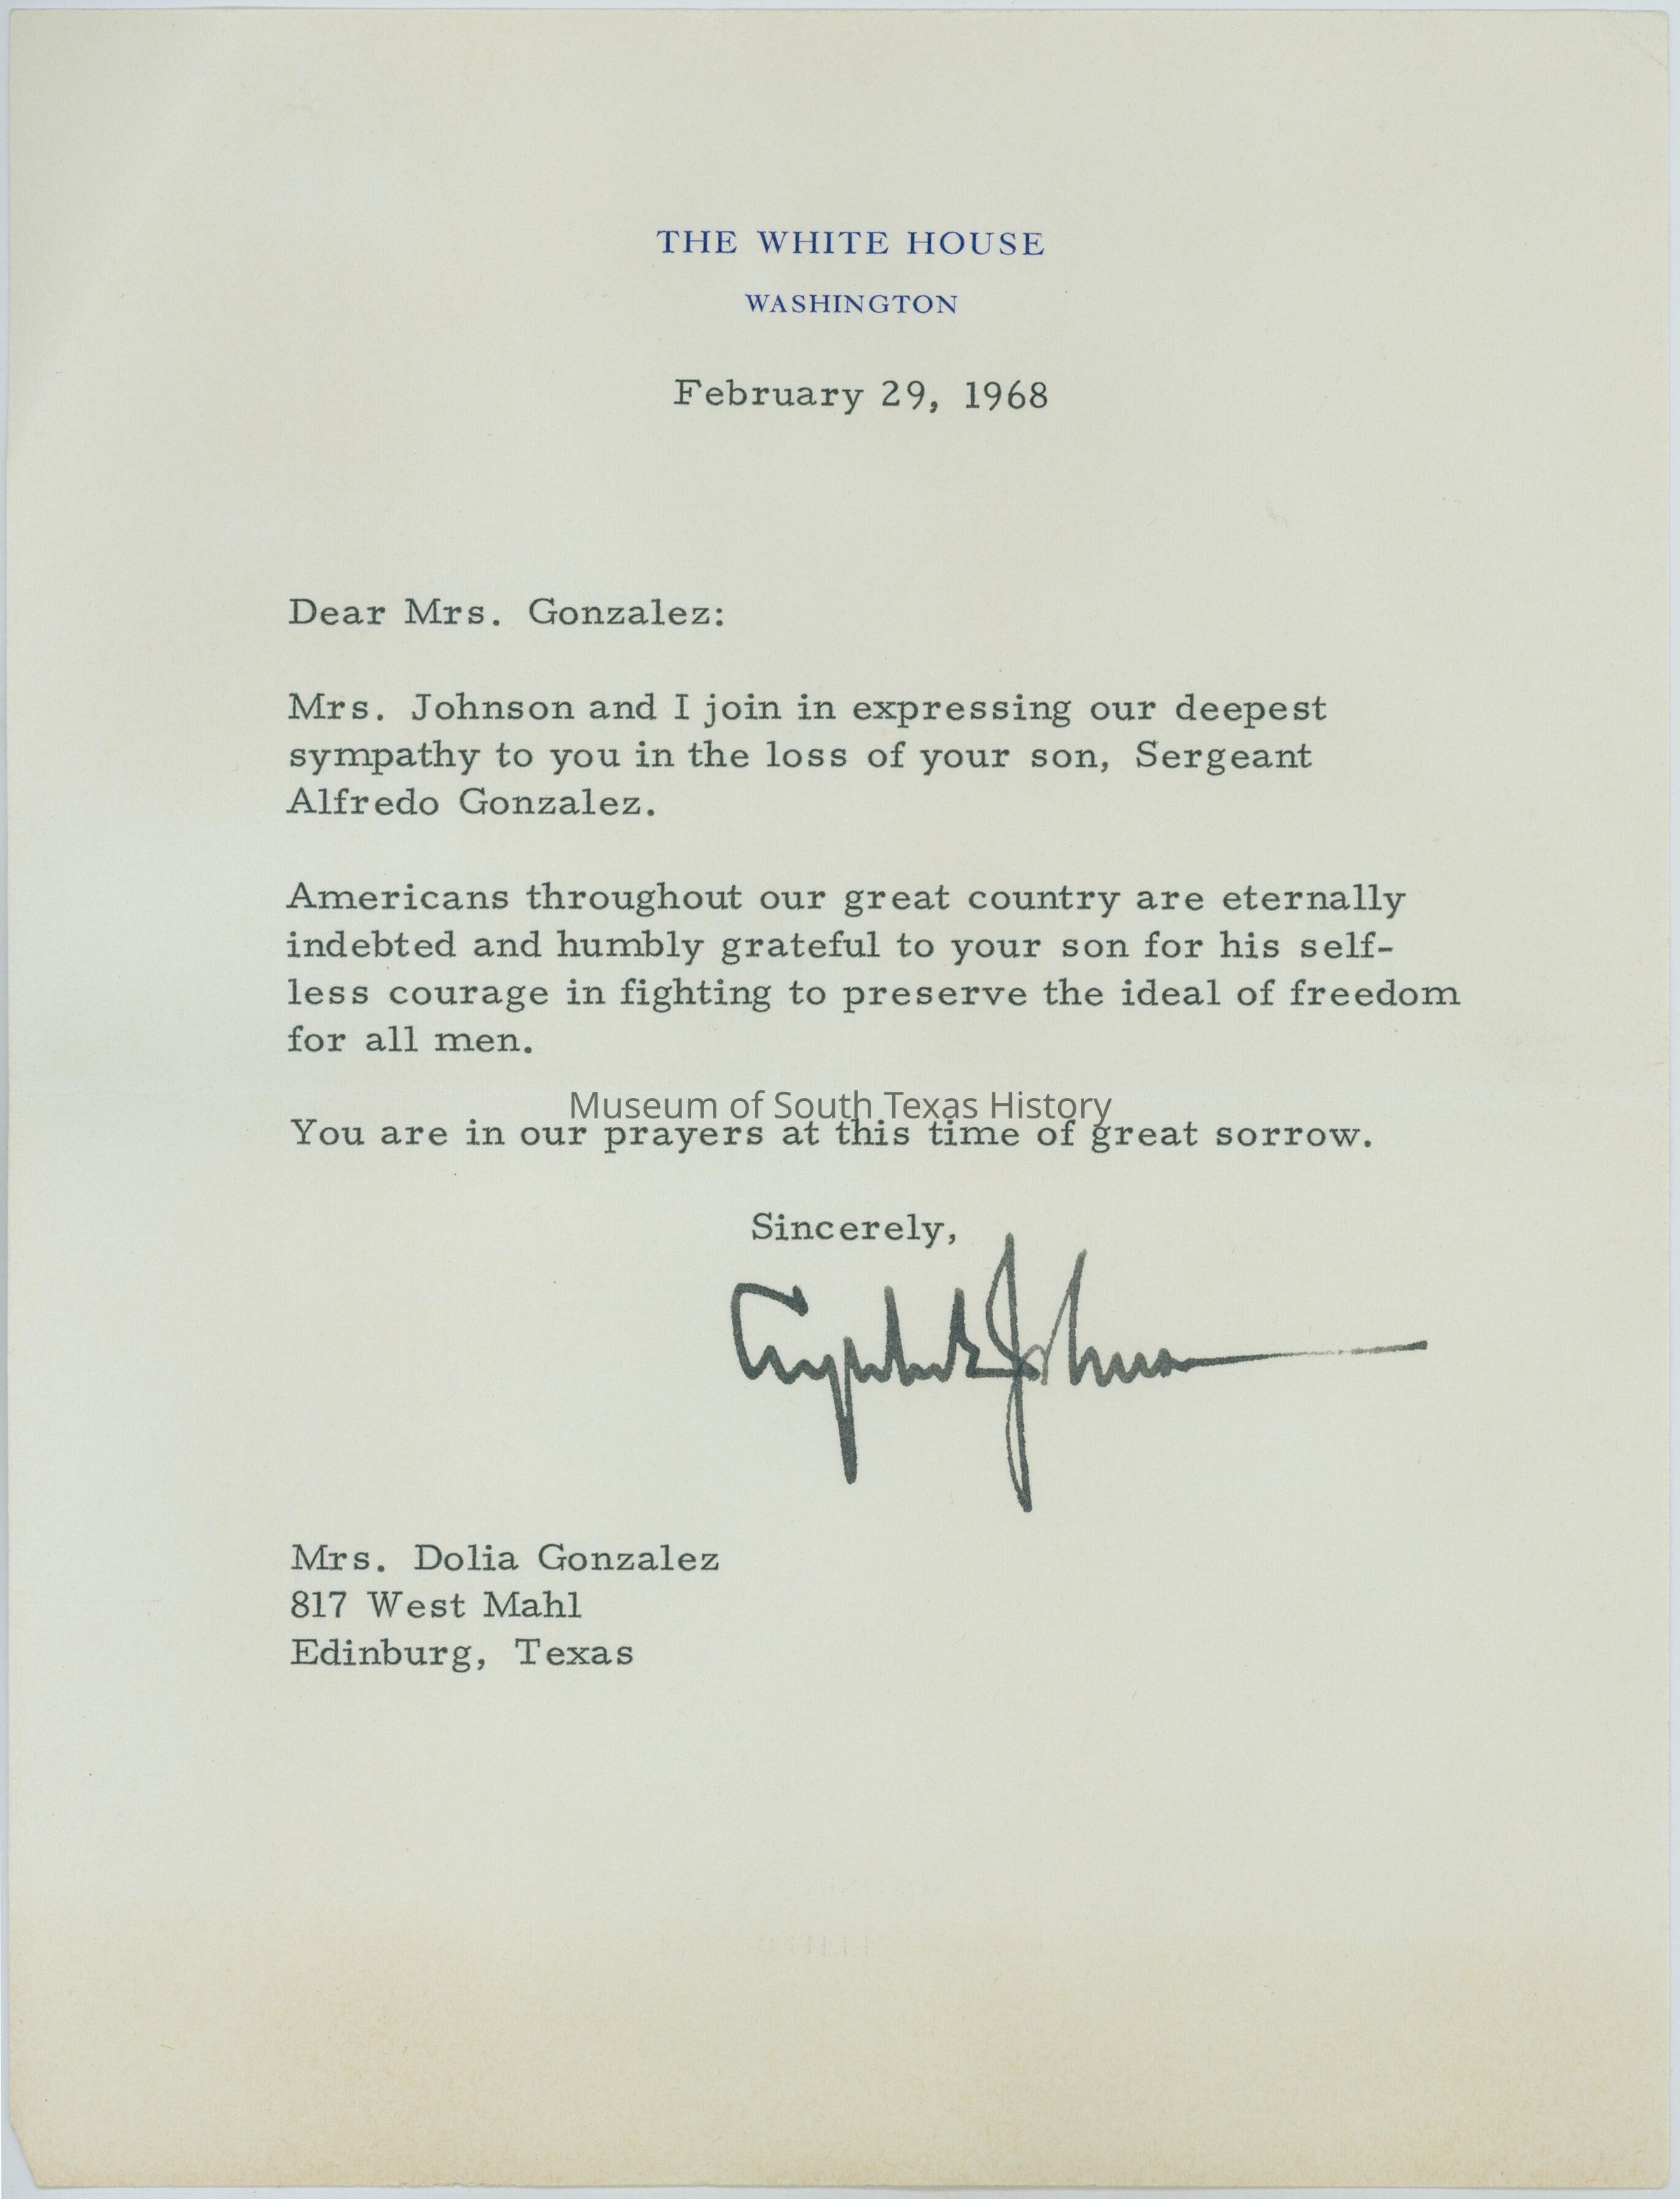 THE WHITE HOUSE
WASHINGTON
February 29, 1968
Dear Mrs. Gonzalez:
Mrs. Johnson and I join in expressing our deepest
sympathy to you in the loss of your son, Sergeant
Alfredo Gonzalez.
Americans throughout our great country are eternally
indebted and humbly grateful to your son for his self-
less courage in fighting to preserve the ideal of freedom
for all men.
Museum of South Texas History
You are in our prayers at this time of great sorrow.
Sincerely,
Lyndon B. Johnson
Mrs. Dolia Gonzalez
817 West Mahl
Edinburg, Texas